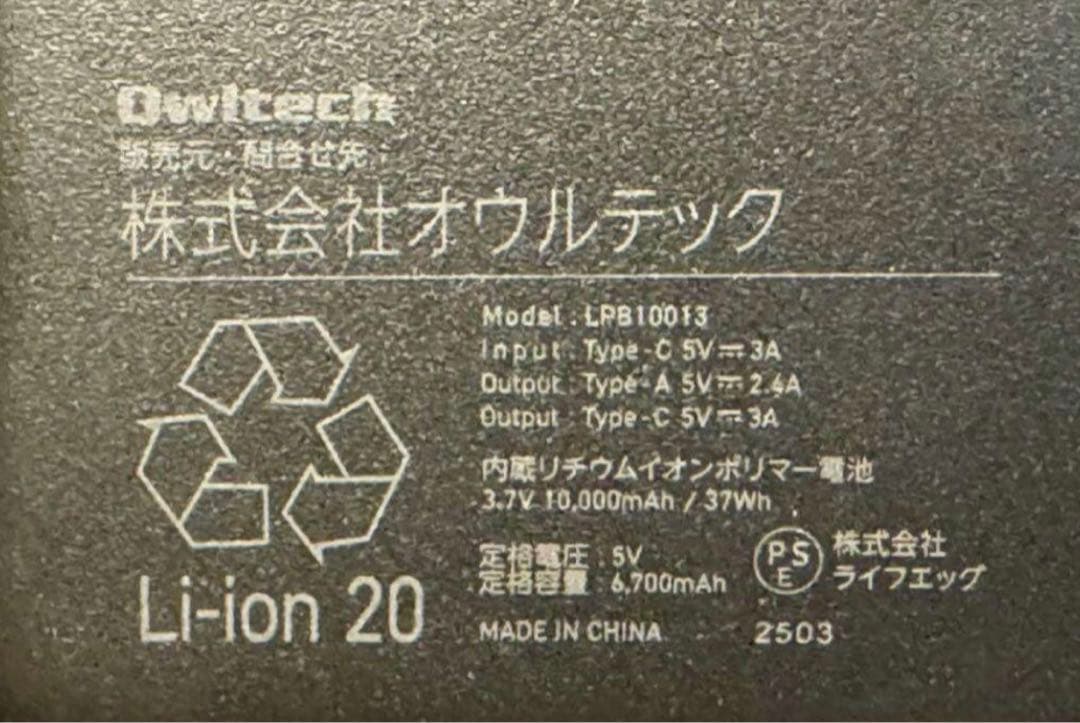 Owltech
販売元・問合せ先
株式会社オウルテック
Model : LPB10013
Input : Type-C 5V⎓3A
Output : Type-A 5V⎓2.4A
Output : Type-C 5V⎓3A
内蔵リチウムイオンポリマー電池
3.7V 10,000mAh / 37Wh
定格電圧 : 5V
定格容量 : 6,700mAh
PSE
株式会社
ライフエッグ
Li-ion 20
MADE IN CHINA
2503